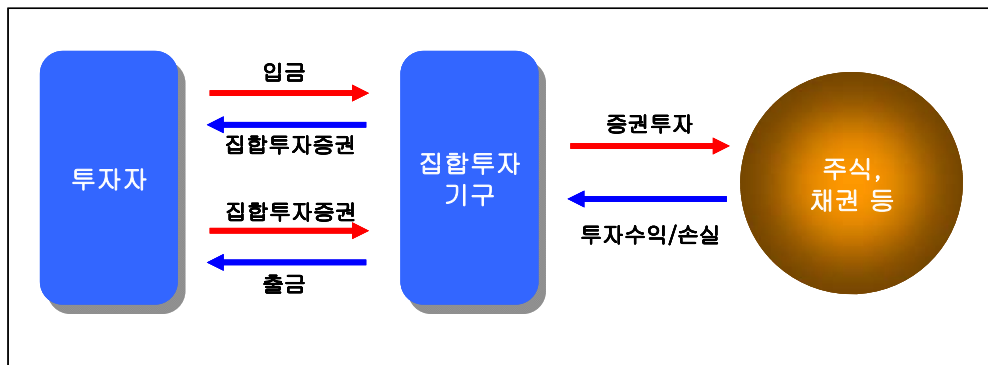 투자자
입금
집합투자증권
집합투자증권
출금
집합투자
기구
증권투자
투자수익/손실
주식,
채권 등